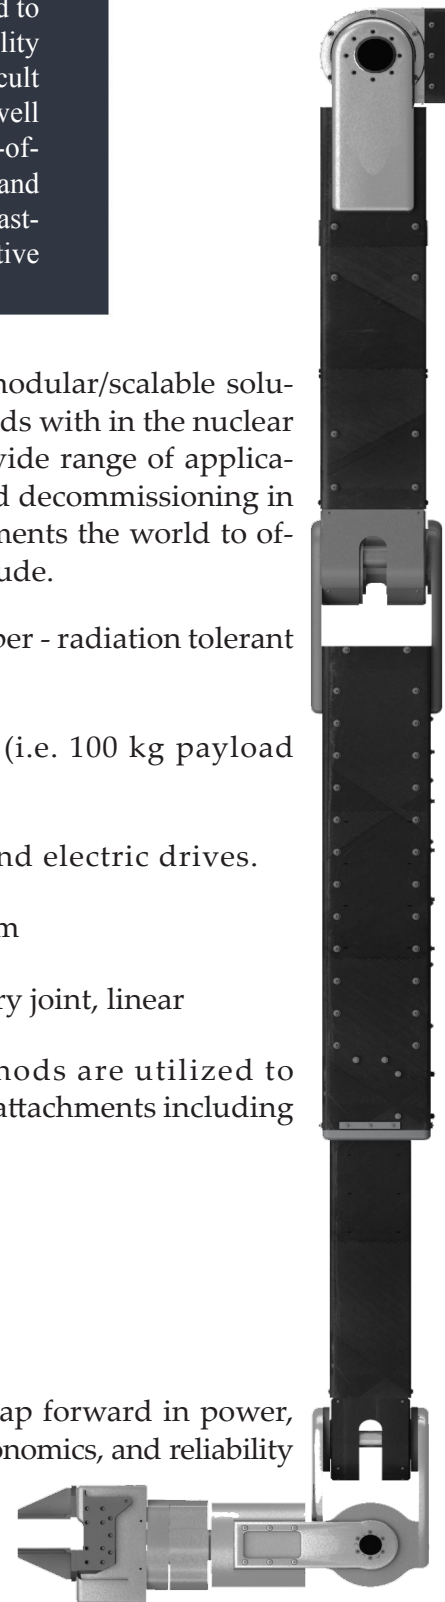 d to
lity
cult
vell
-of-
and
ast-
tive
nodular/scalable solu-
ds with in the nuclear
vide range of applica-
d decommissioning in
nents the world to of-
ude.
per - radiation tolerant
(i.e. 100 kg payload
nd electric drives.
m
ry joint, linear
nods are utilized to
attachments including
ap forward in power,
onomics, and reliability